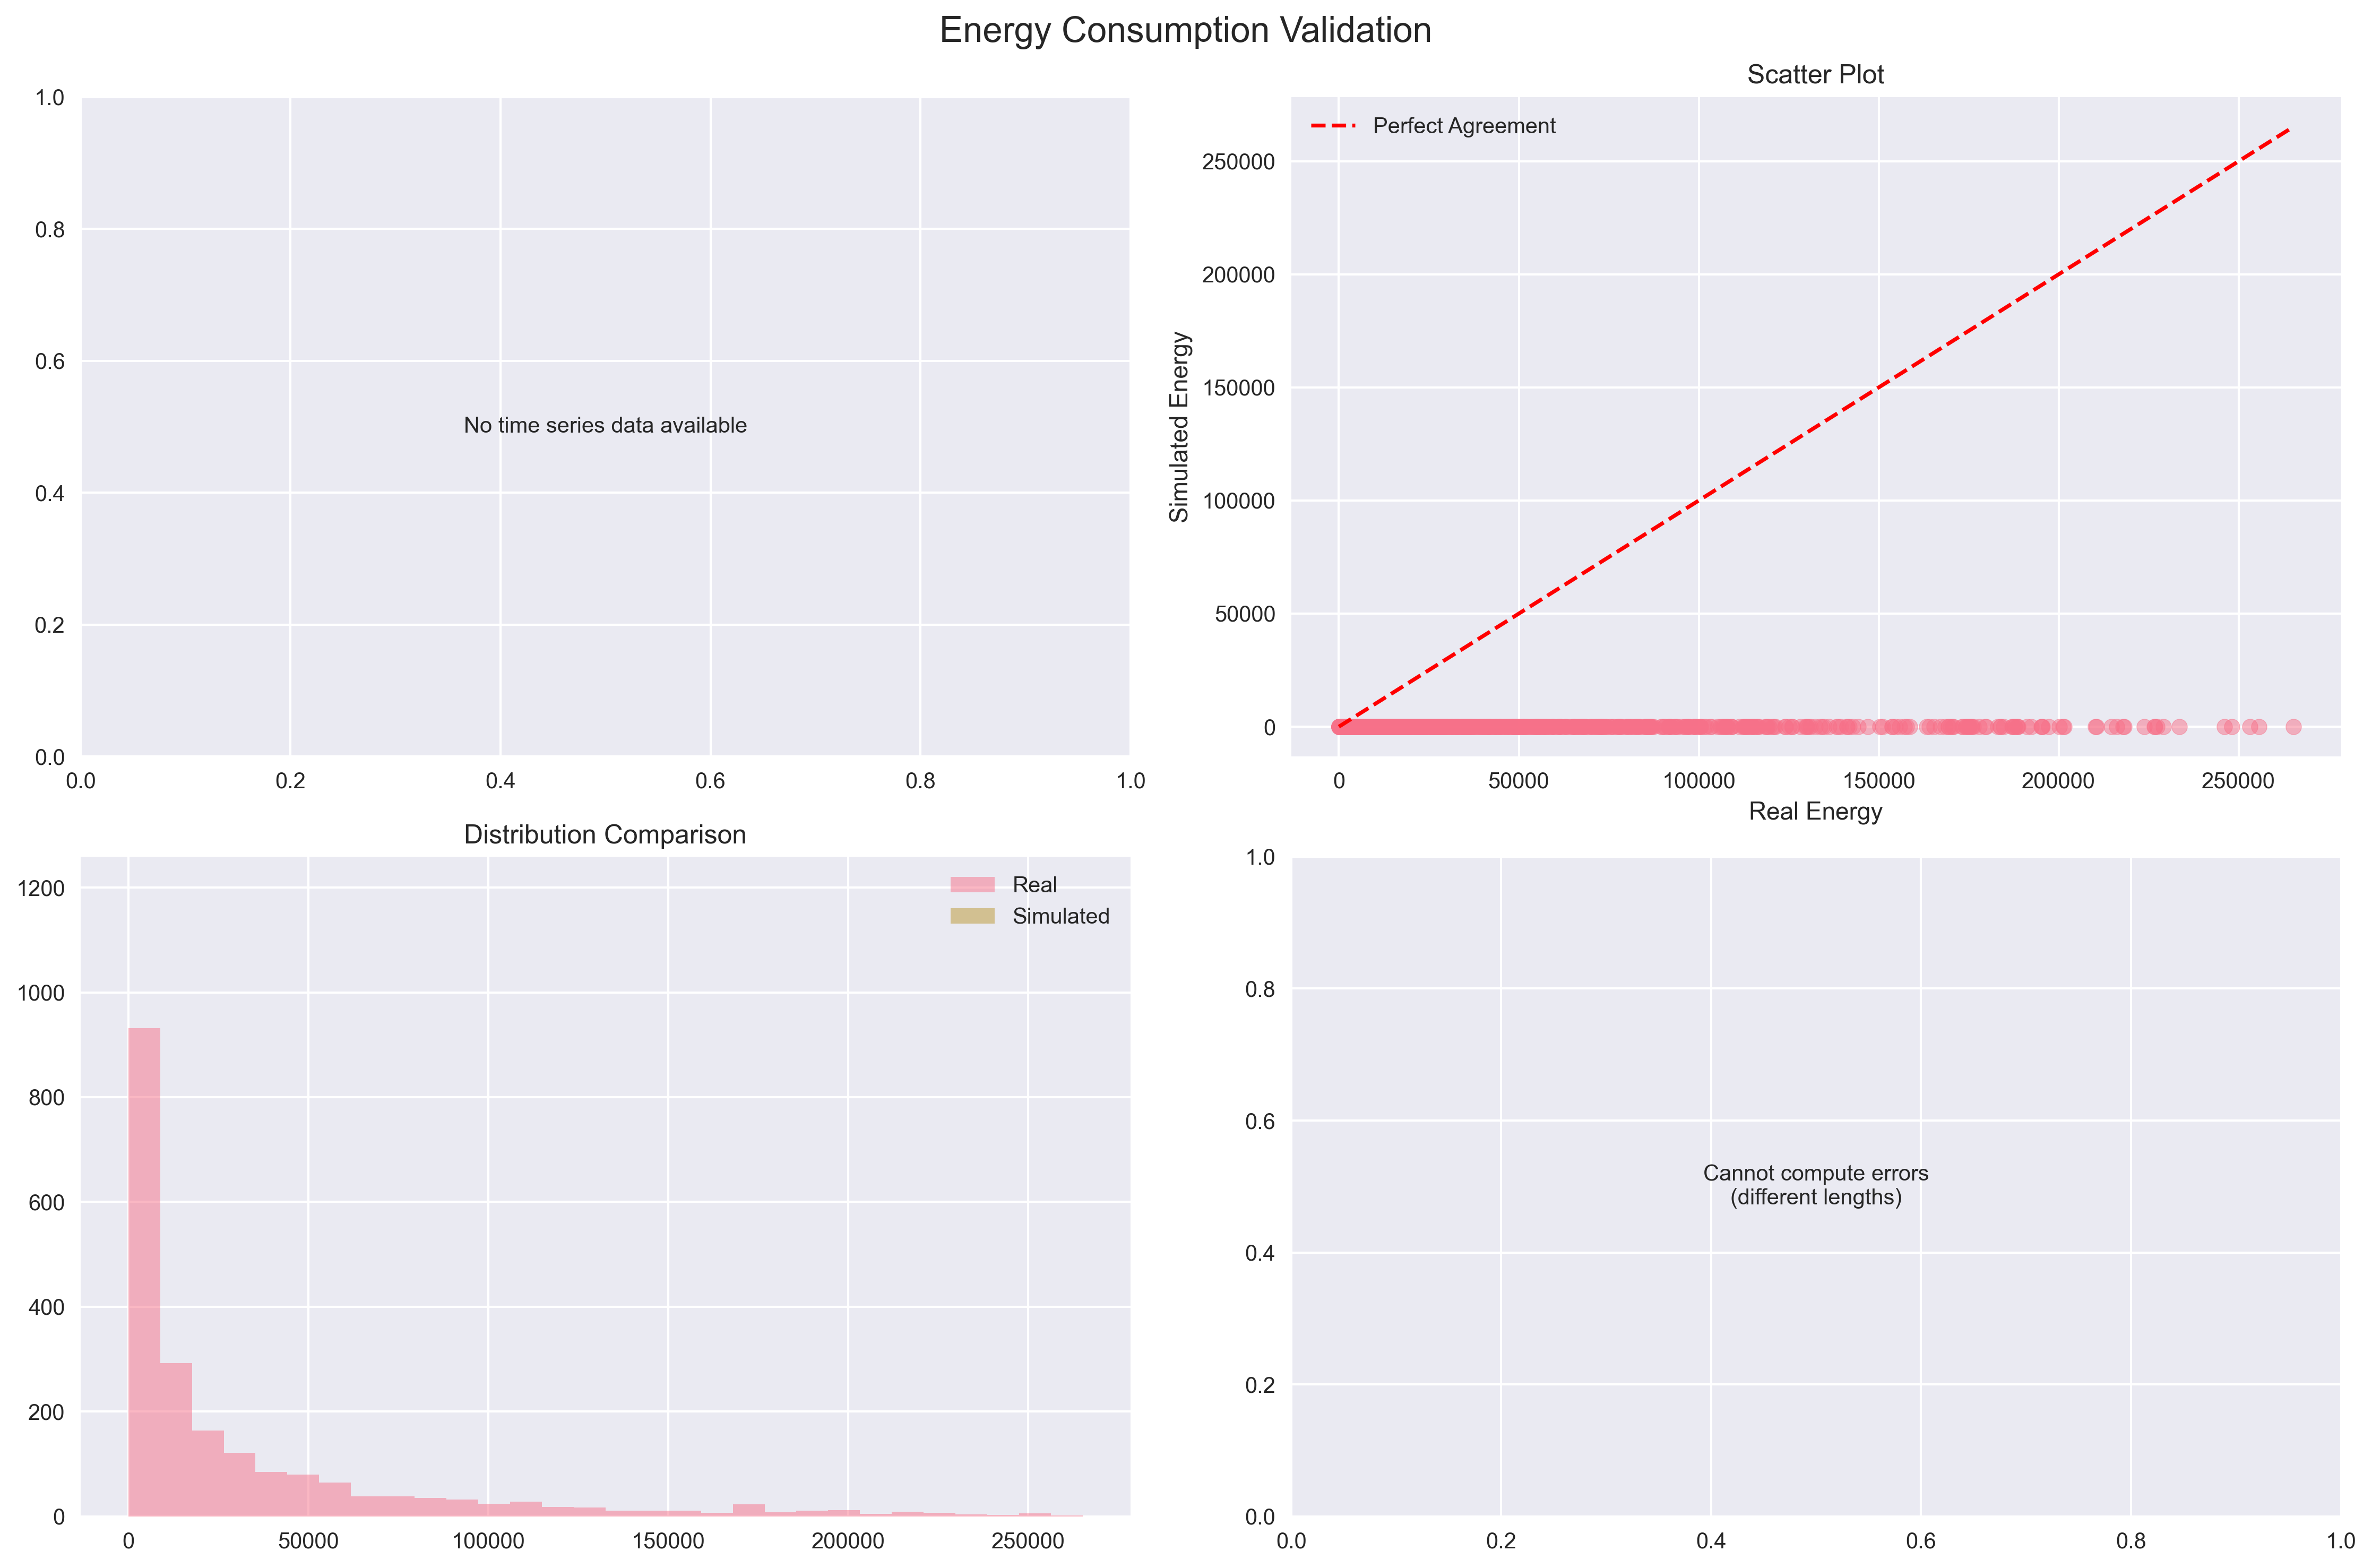 Energy Consumption Validation
1.0
0.8
0.6
0.4
0.2
0.0
No time series data available
0.0 0.2 0.4 0.6 0.8 1.0
Scatter Plot
Perfect Agreement
Simulated Energy
250000
200000
150000
100000
50000
0
0 50000 100000 150000 200000 250000
Real Energy
Distribution Comparison
Real
Simulated
1200
1000
800
600
400
200
0
0 50000 100000 150000 200000 250000
1.0
0.8
0.6
0.4
0.2
0.0
Cannot compute errors
(different lengths)
0.0 0.2 0.4 0.6 0.8 1.0